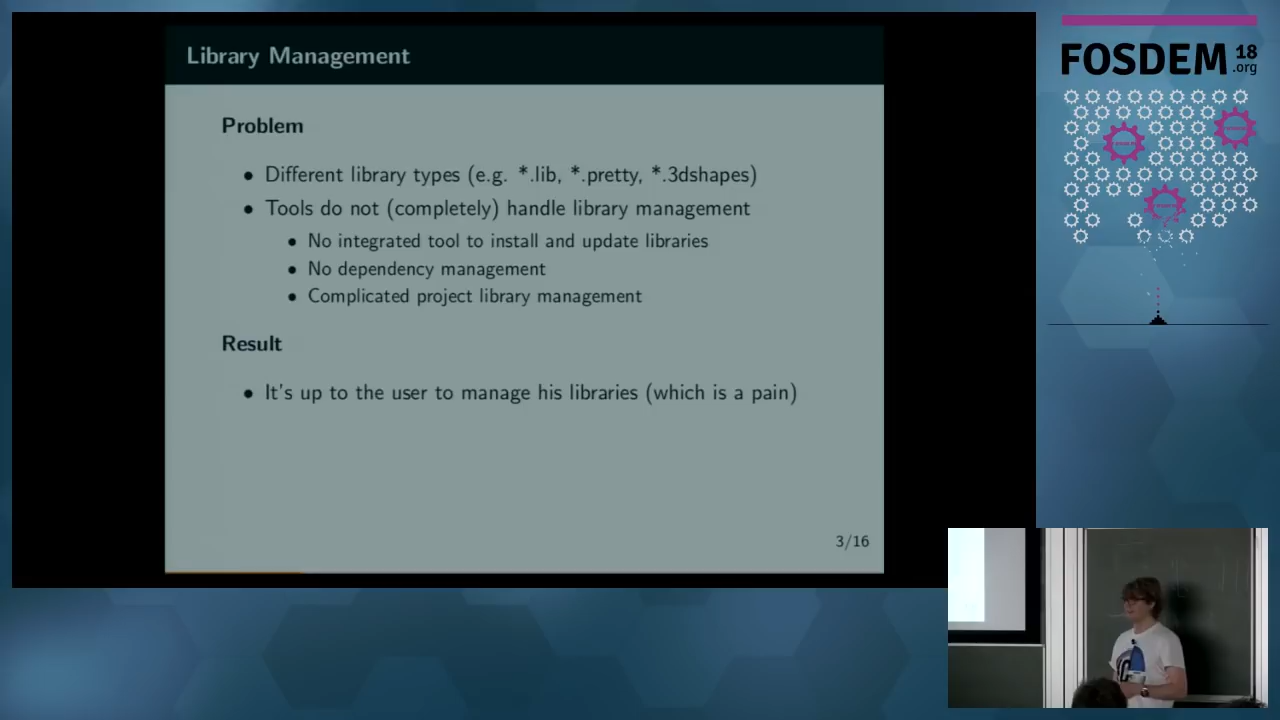 Library Management
Problem
• Different library types (e.g. *.lib, *.pretty, *.3dshapes)
• Tools do not (completely) handle library management
• No integrated tool to install and update libraries
• No dependency management
• Complicated project library management
Result
• It's up to the user to manage his libraries (which is a pain)
3/16
FOSDEM 18
.org